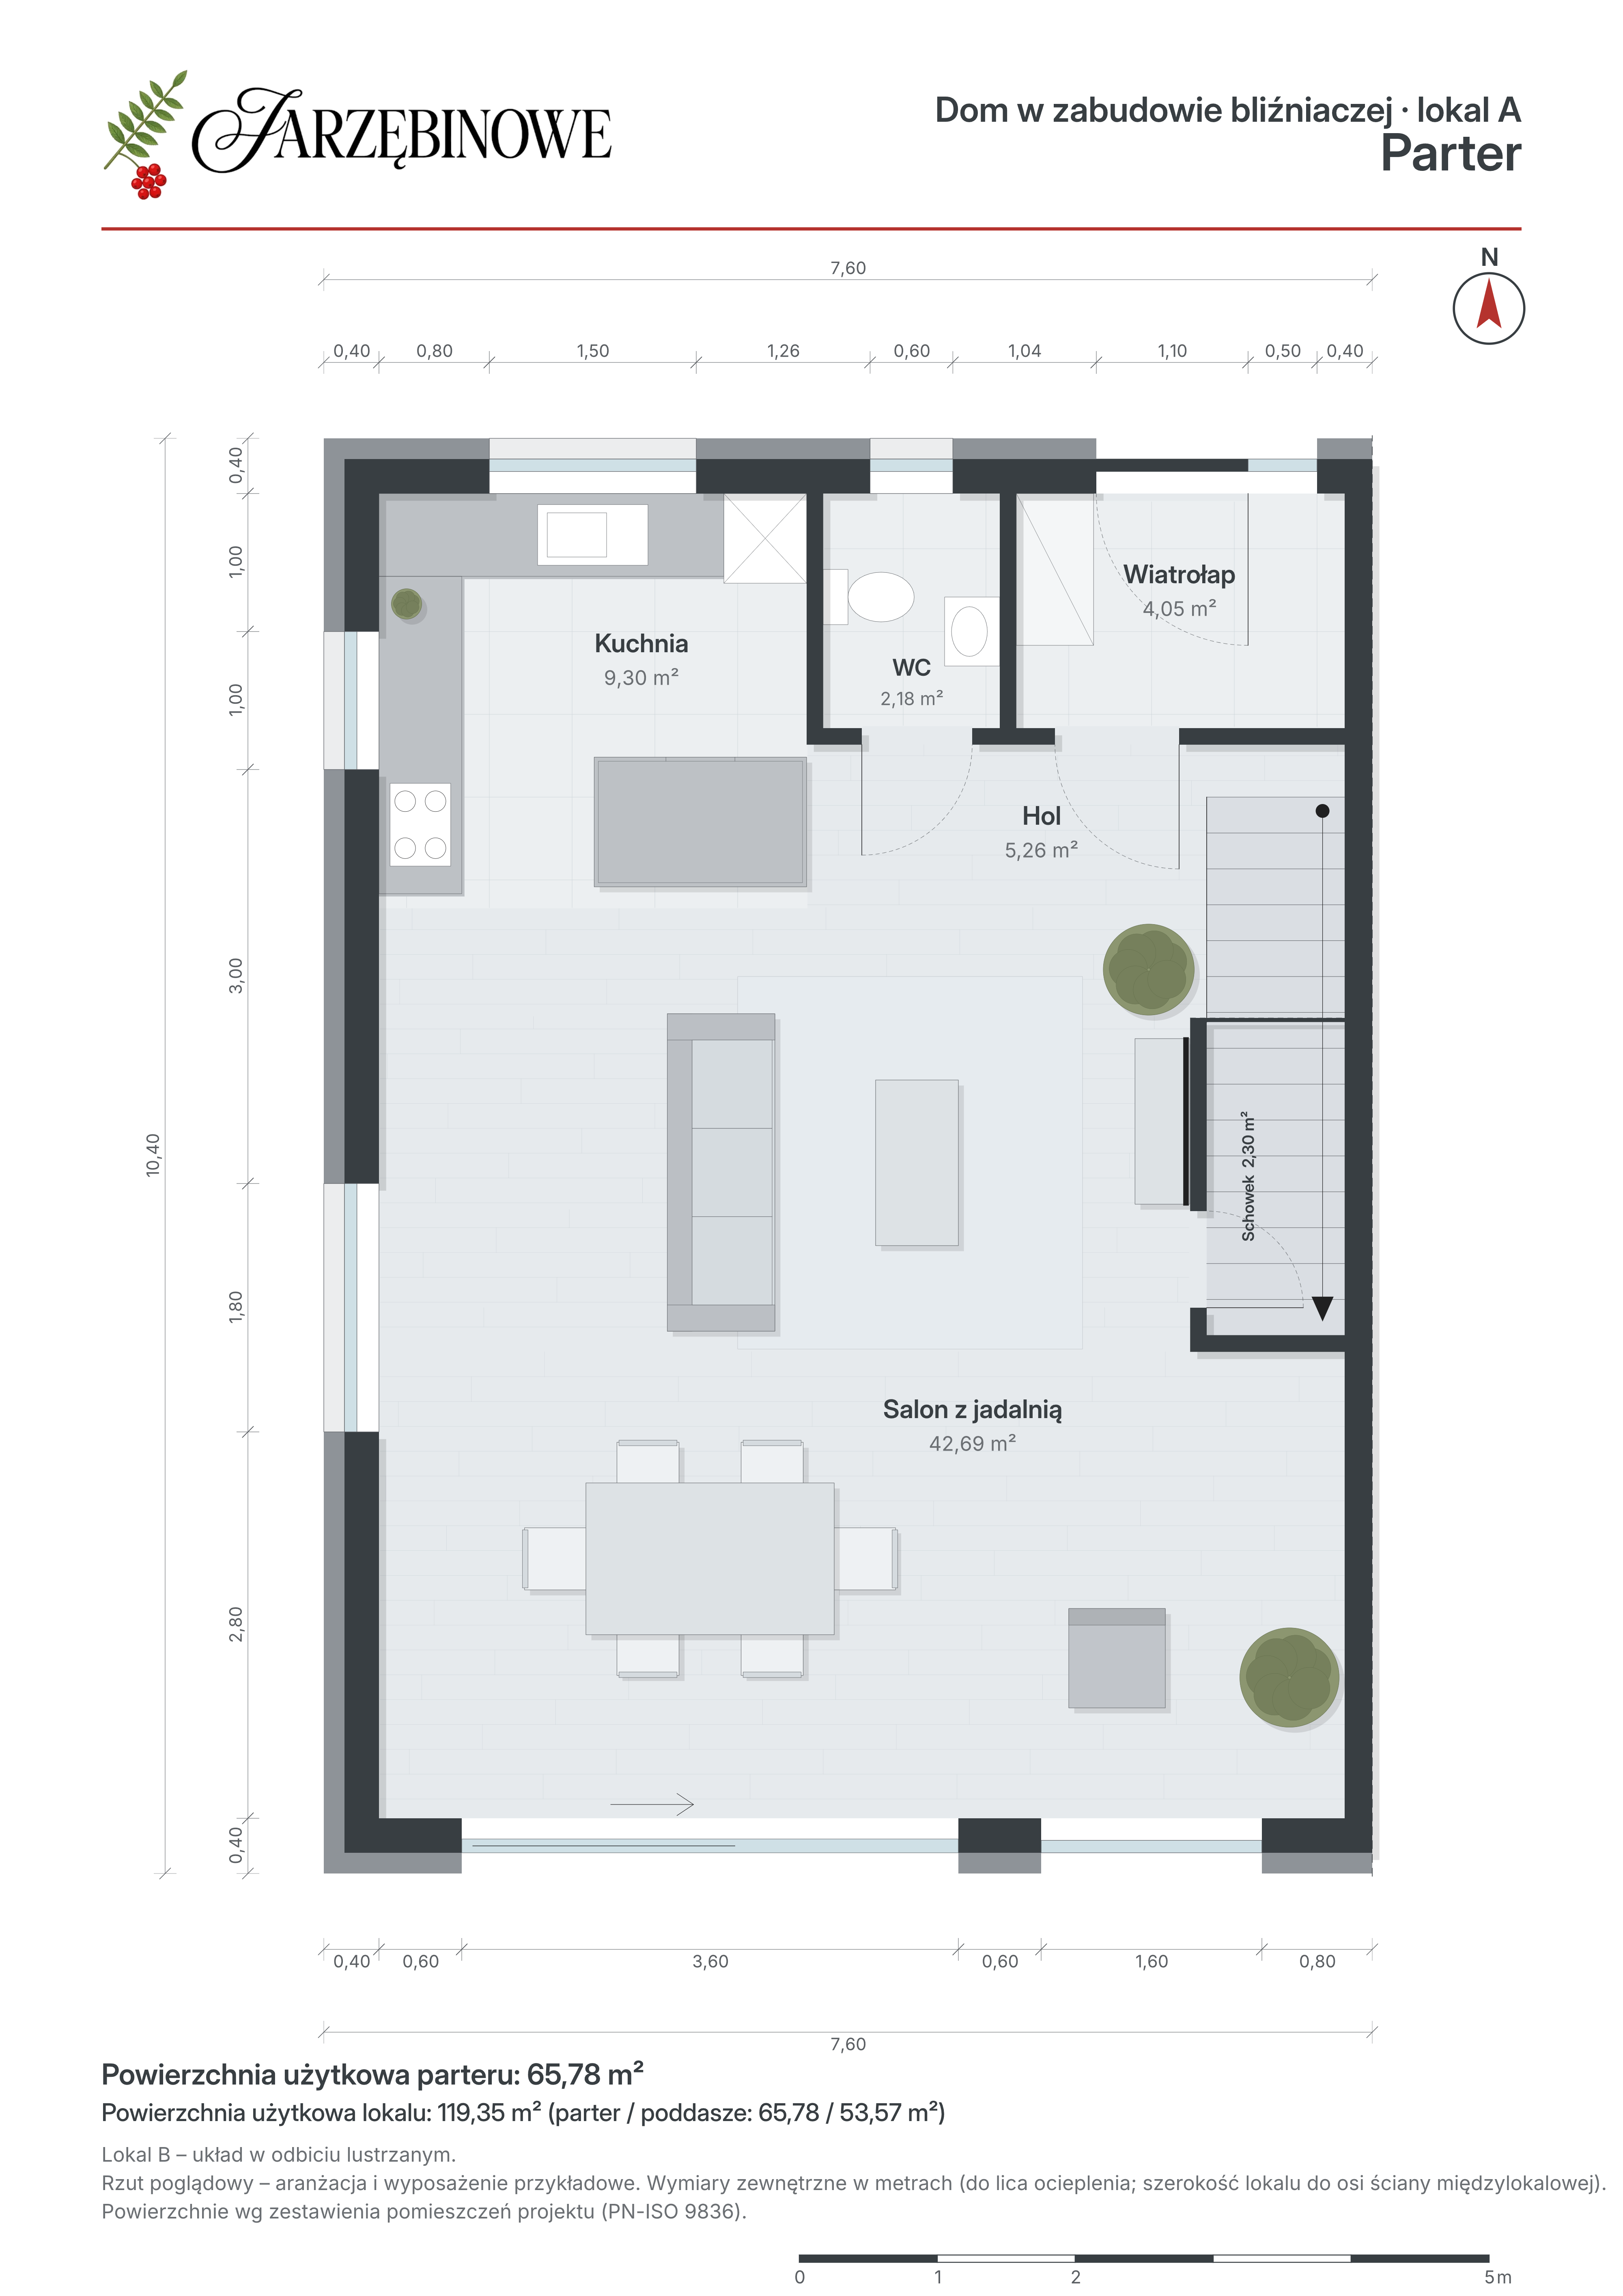 JARZĘBINOWE
Dom w zabudowie bliźniaczej · lokal A
Parter
N
7,60
0,40 0,80 1,50 1,26 0,60 1,04 1,10 0,50 0,40
10,40
0,40
1,00
1,00
3,00
1,80
2,80
0,40
Kuchnia
9,30 m²
WC
2,18 m²
Wiatrołap
4,05 m²
Hol
5,26 m²
Schowek 2,30 m²
Salon z jadalnią
42,69 m²
0,40 0,60 3,60 0,60 1,60 0,80
7,60
Powierzchnia użytkowa parteru: 65,78 m²
Powierzchnia użytkowa lokalu: 119,35 m² (parter / poddasze: 65,78 / 53,57 m²)
Lokal B – układ w odbiciu lustrzanym.
Rzut poglądowy – aranżacja i wyposażenie przykładowe. Wymiary zewnętrzne w metrach (do lica ocieplenia; szerokość lokalu do osi ściany międzylokalowej).
Powierzchnie wg zestawienia pomieszczeń projektu (PN-ISO 9836).
0 1 2 5 m